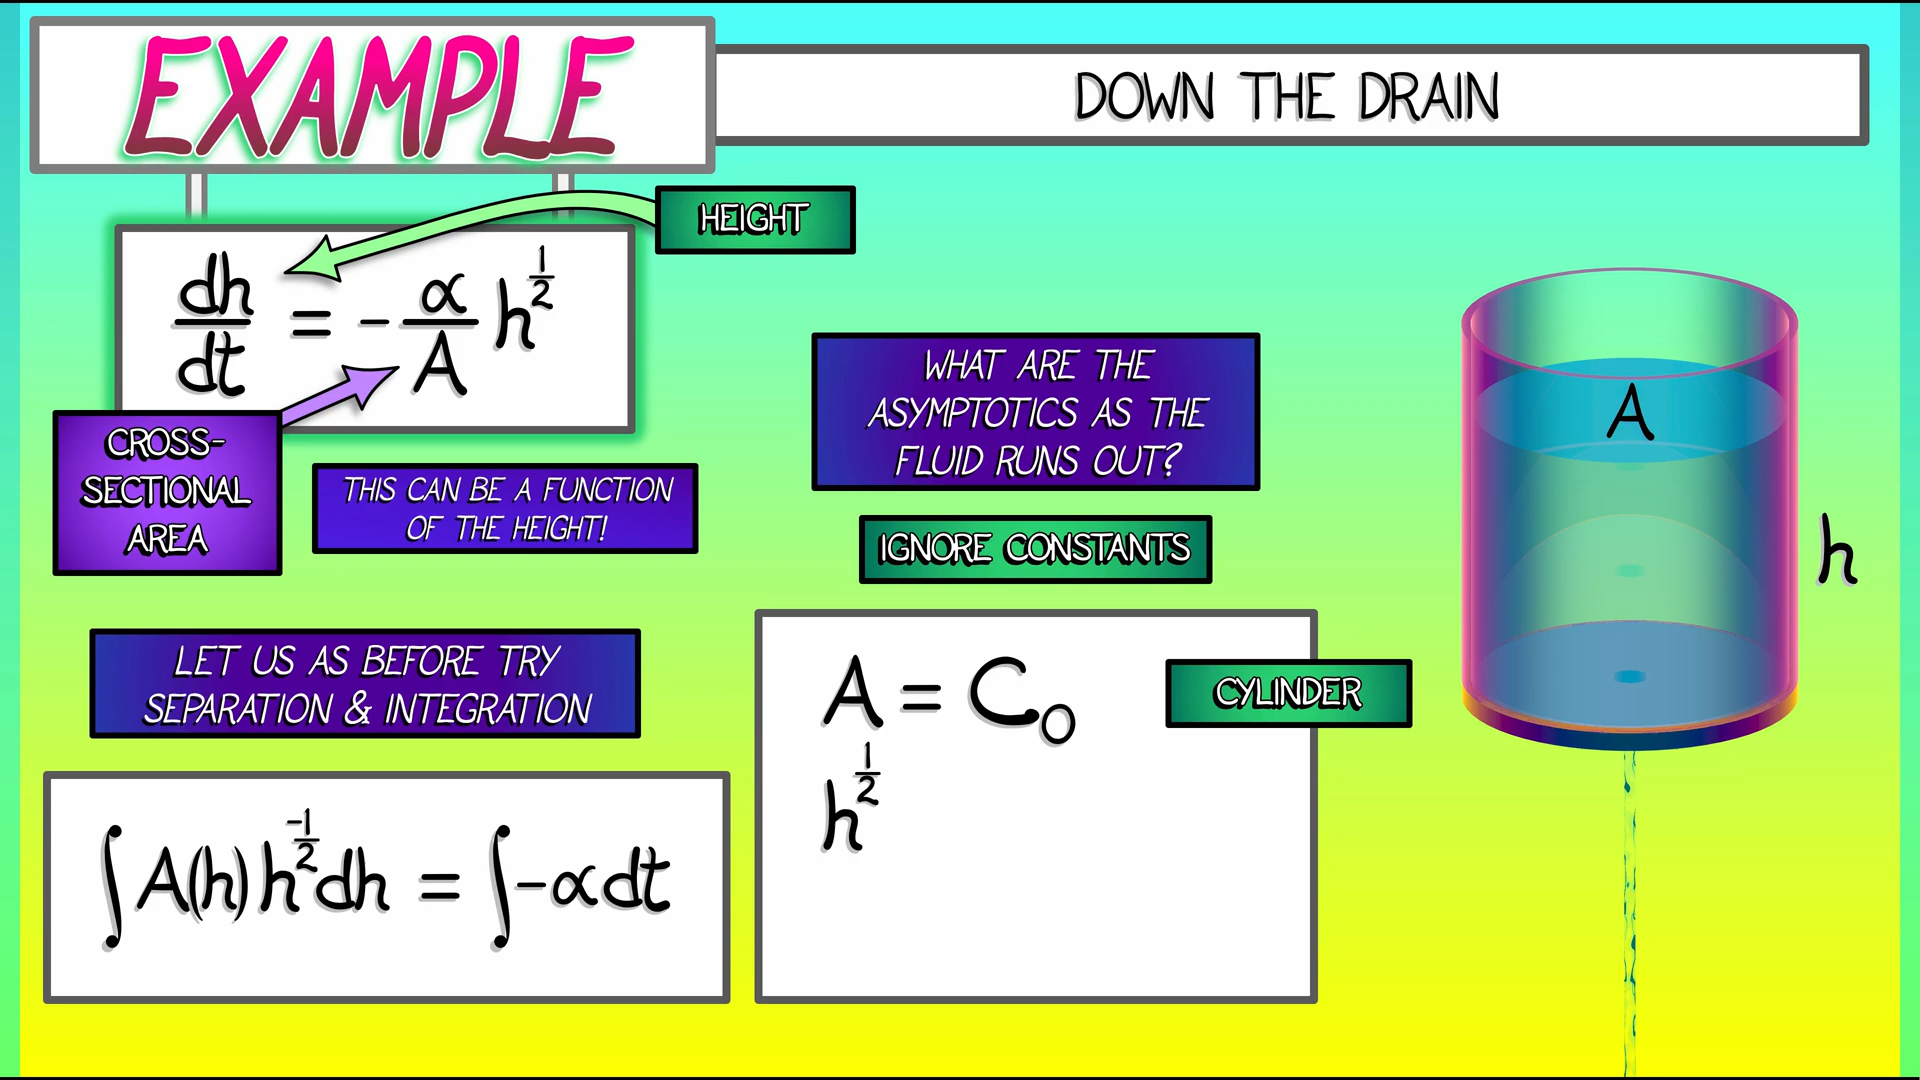 EXAMPLE
DOWN THE DRAIN
HEIGHT
dh/dt = -α/A h^1/2
CROSS-
SECTIONAL
AREA
THIS CAN BE A FUNCTION
OF THE HEIGHT!
LET US AS BEFORE TRY
SEPARATION & INTEGRATION
∫A(h)h^-1/2 dh = ∫-αdt
WHAT ARE THE
ASYMPTOTICS AS THE
FLUID RUNS OUT?
IGNORE CONSTANTS
A = C₀
CYLINDER
h^1/2
A
h